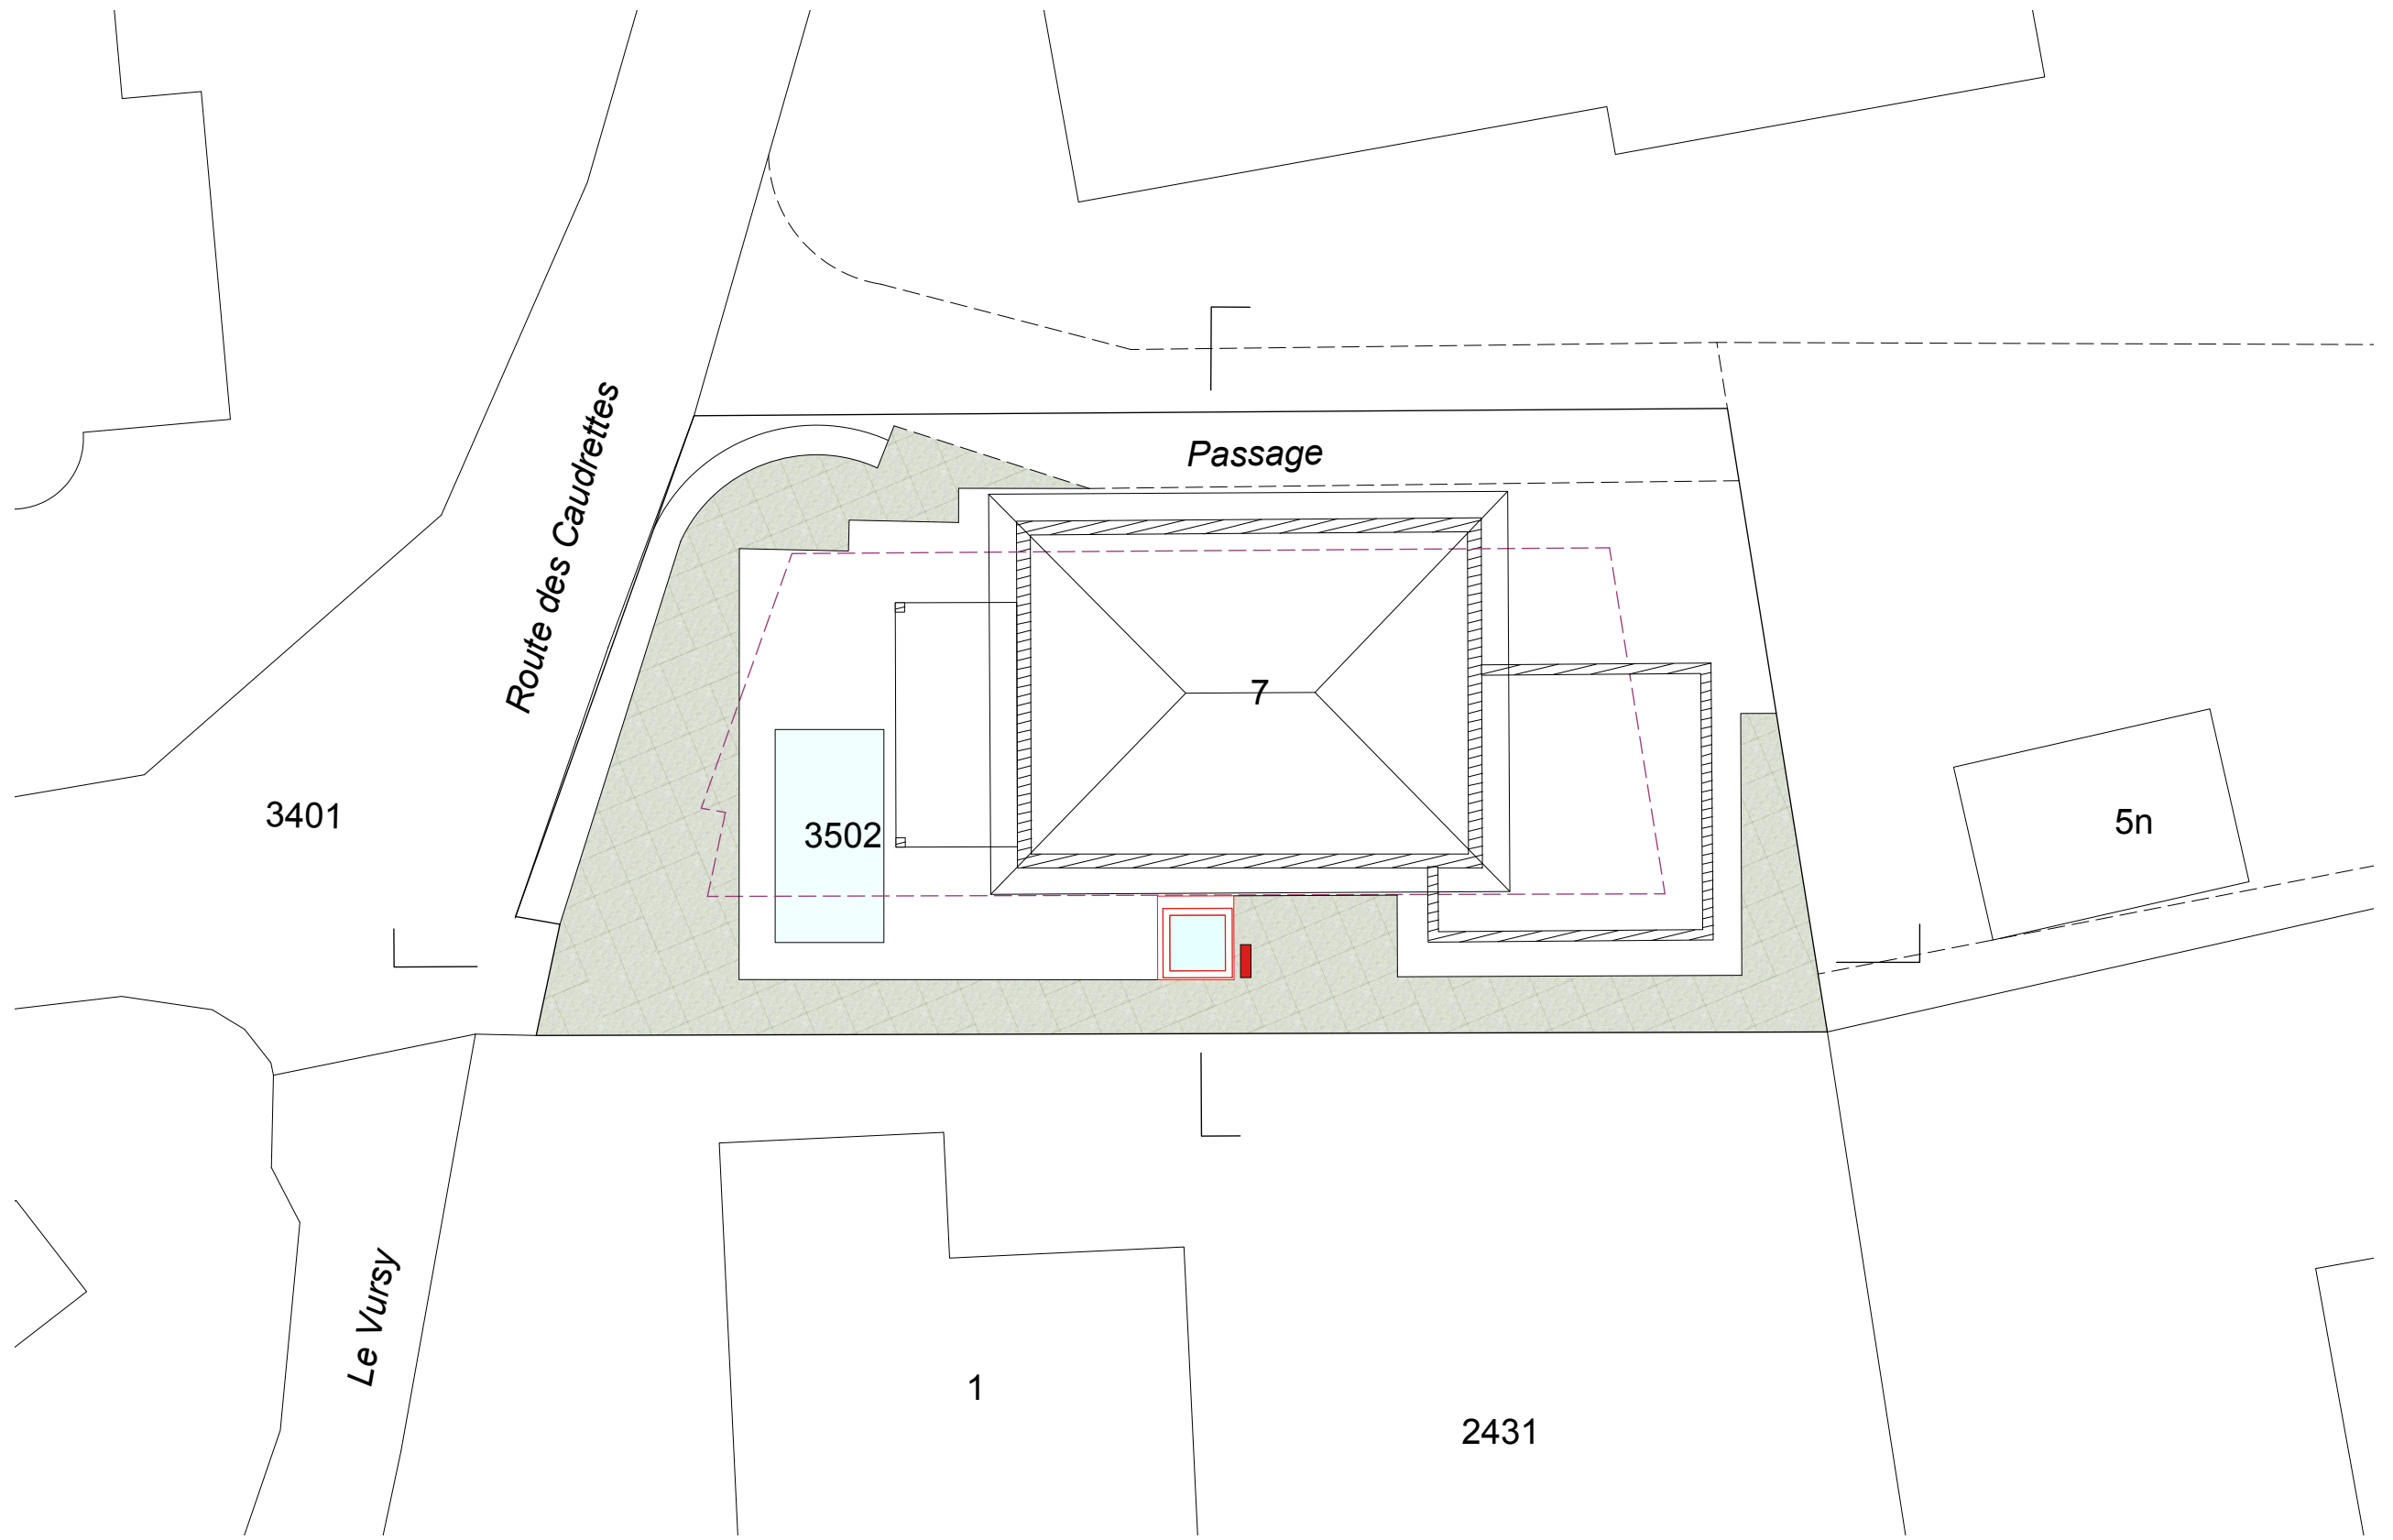 Route des Caudrettes
Passage
7
3401
3502
5n
Le Vursy
1
2431